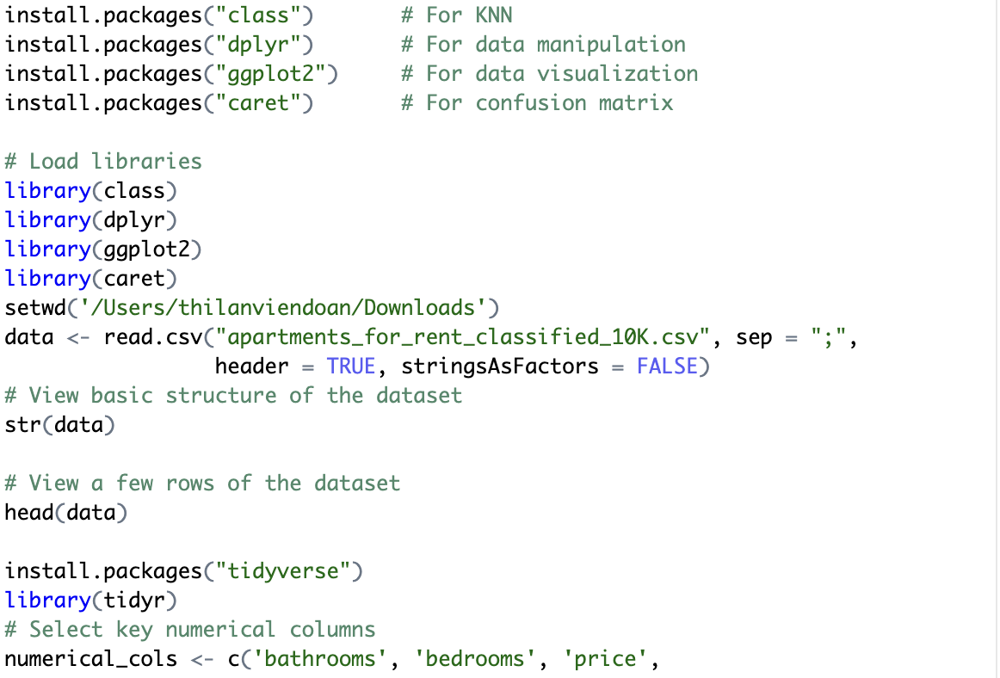 install.packages("class")       # For KNN
install.packages("dplyr")       # For data manipulation
install.packages("ggplot2")     # For data visualization
install.packages("caret")       # For confusion matrix
# Load libraries
library(class)
library(dplyr)
library(ggplot2)
library(caret)
setwd('/Users/thilanviendoan/Downloads')
data <- read.csv("apartments_for_rent_classified_10K.csv", sep = ";",
                 header = TRUE, stringsAsFactors = FALSE)
# View basic structure of the dataset
str(data)
# View a few rows of the dataset
head(data)
install.packages("tidyverse")
library(tidyr)
# Select key numerical columns
numerical_cols <- c('bathrooms', 'bedrooms', 'price',